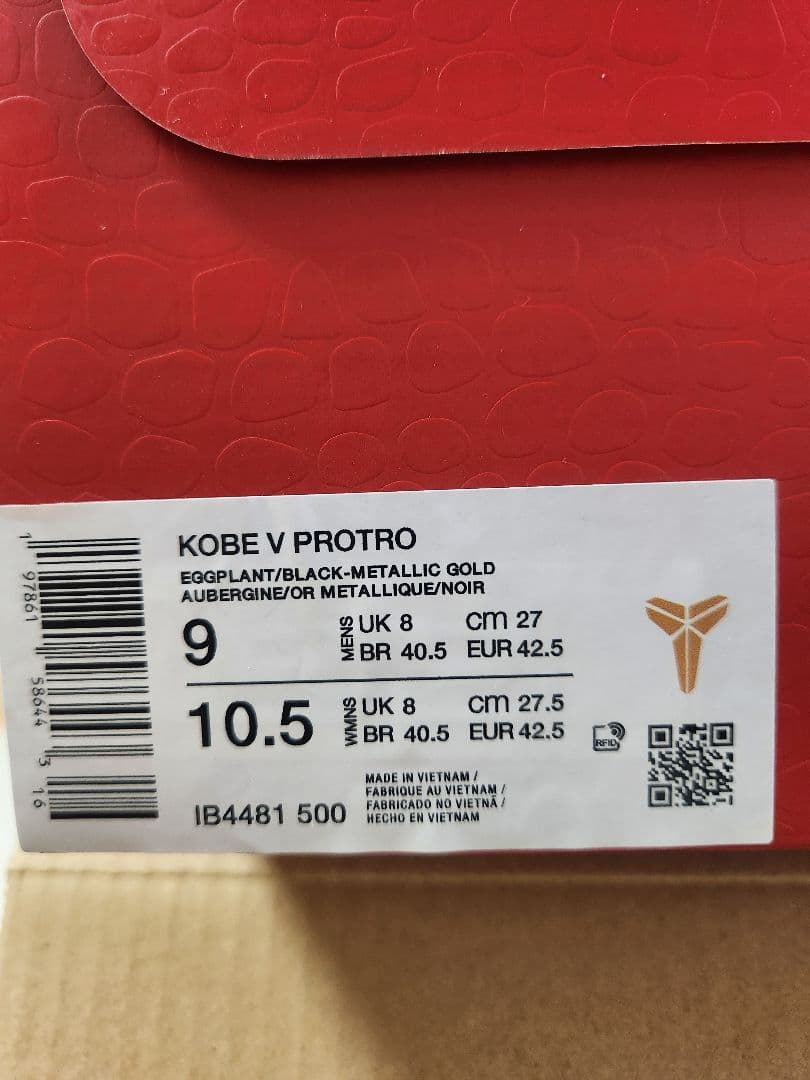 KOBE V PROTRO
EGGPLANT/BLACK-METALLIC GOLD
AUBERGINE/OR METALLIQUE/NOIR
9 MENS UK 8 CM 27
BR 40.5 EUR 42.5
10.5 WMNS UK 8 CM 27.5
BR 40.5 EUR 42.5
RFID
IB4481 500
MADE IN VIETNAM /
FABRIQUE AU VIETNAM /
FABRICADO NO VIETNÃ /
HECHO EN VIETNAM
1 97861 58644 3 16